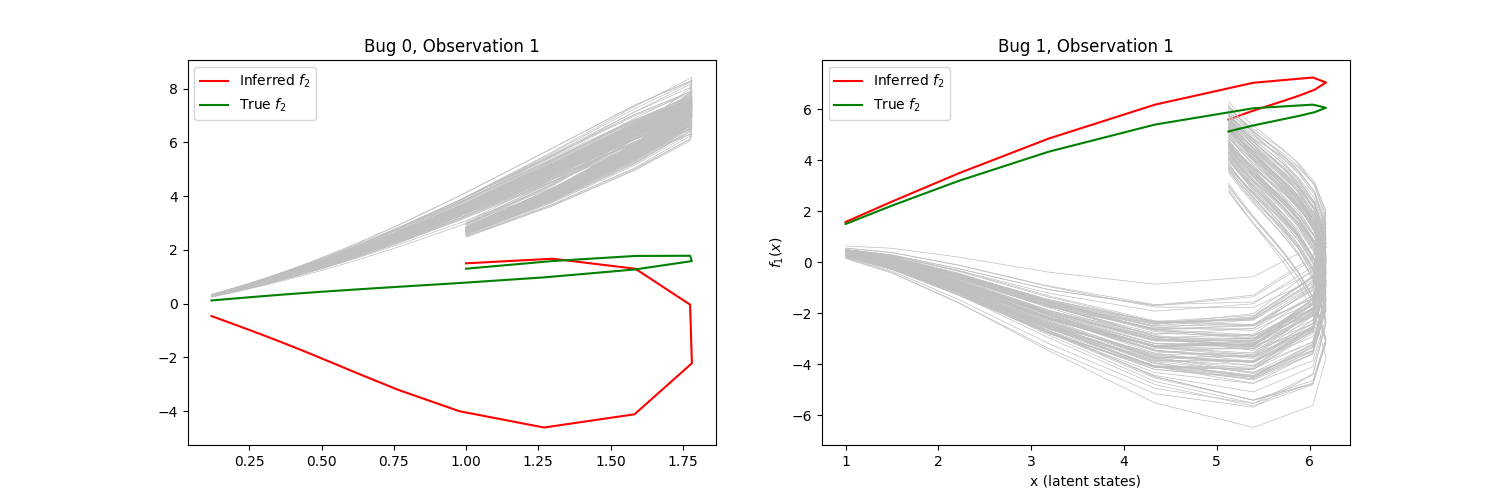 Bug 0, Observation 1
Inferred f₂
True f₂
8
6
4
2
0
−2
−4
0.25 0.50 0.75 1.00 1.25 1.50 1.75
Bug 1, Observation 1
Inferred f₂
True f₂
f₁(x)
6
4
2
0
−2
−4
−6
1 2 3 4 5 6
x (latent states)